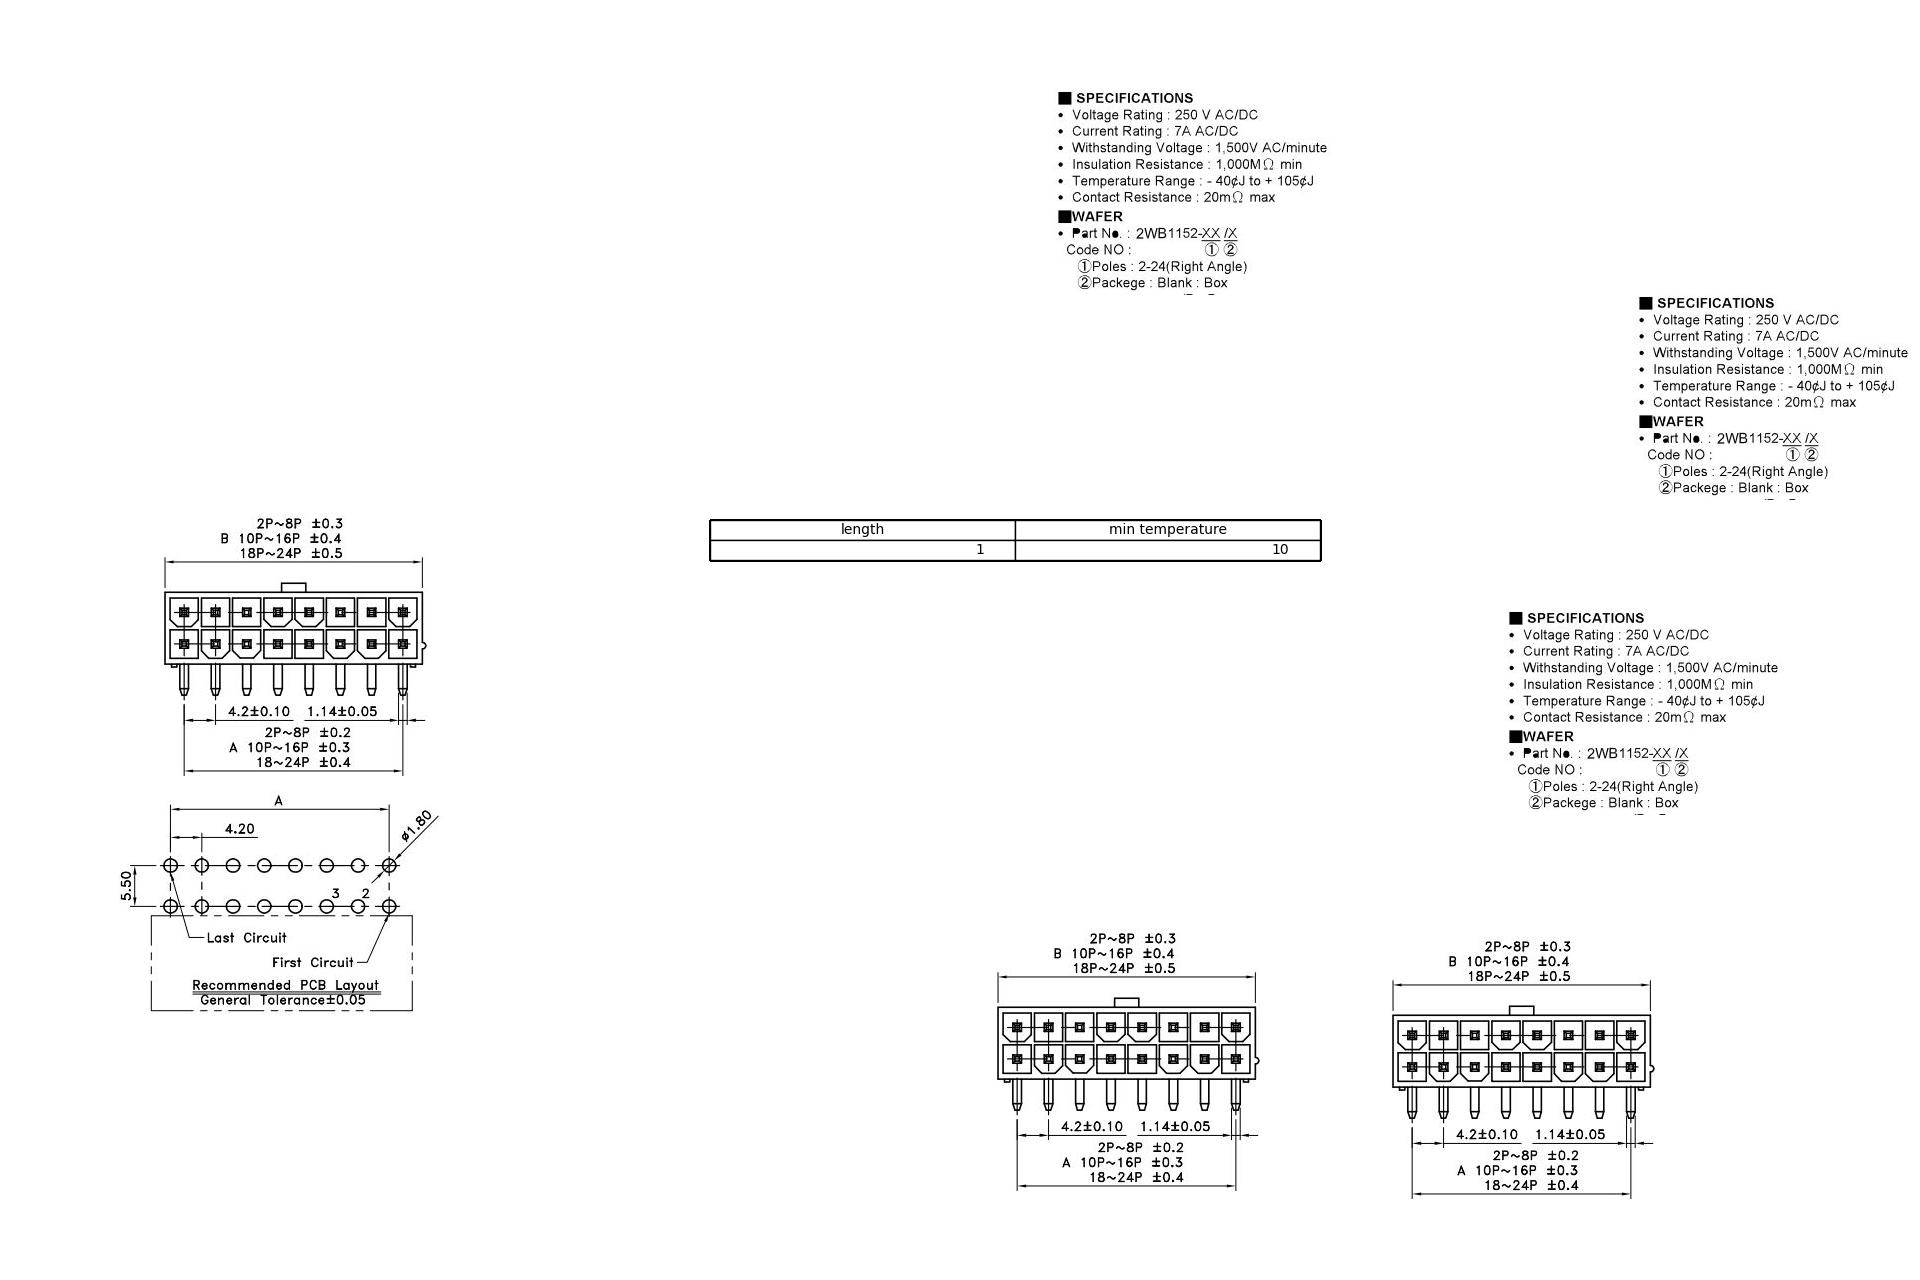 ■ SPECIFICATIONS
• Voltage Rating : 250 V AC/DC
• Current Rating : 7A AC/DC
• Withstanding Voltage : 1,500V AC/minute
• Insulation Resistance : 1,000MΩ min
• Temperature Range : - 40¢J to + 105¢J
• Contact Resistance : 20mΩ max
■WAFER
• Part No. : 2WB1152-XX /X
Code NO : ① ②
①Poles : 2-24(Right Angle)
②Packege : Blank : Box
■ SPECIFICATIONS
• Voltage Rating : 250 V AC/DC
• Current Rating : 7A AC/DC
• Withstanding Voltage : 1,500V AC/minute
• Insulation Resistance : 1,000MΩ min
• Temperature Range : - 40¢J to + 105¢J
• Contact Resistance : 20mΩ max
■WAFER
• Part No. : 2WB1152-XX /X
Code NO : ① ②
①Poles : 2-24(Right Angle)
②Packege : Blank : Box
2P~8P ±0.3
B 10P~16P ±0.4
18P~24P ±0.5
4.2±0.10 1.14±0.05
2P~8P ±0.2
A 10P~16P ±0.3
18~24P ±0.4
length min temperature
1 10
■ SPECIFICATIONS
• Voltage Rating : 250 V AC/DC
• Current Rating : 7A AC/DC
• Withstanding Voltage : 1,500V AC/minute
• Insulation Resistance : 1,000MΩ min
• Temperature Range : - 40¢J to + 105¢J
• Contact Resistance : 20mΩ max
■WAFER
• Part No. : 2WB1152-XX /X
Code NO : ① ②
①Poles : 2-24(Right Angle)
②Packege : Blank : Box
A
4.20
ø1.80
5.50
3 2
Last Circuit
First Circuit
Recommended PCB Layout
General Tolerance±0.05
2P~8P ±0.3
B 10P~16P ±0.4
18P~24P ±0.5
4.2±0.10 1.14±0.05
2P~8P ±0.2
A 10P~16P ±0.3
18~24P ±0.4
2P~8P ±0.3
B 10P~16P ±0.4
18P~24P ±0.5
4.2±0.10 1.14±0.05
2P~8P ±0.2
A 10P~16P ±0.3
18~24P ±0.4